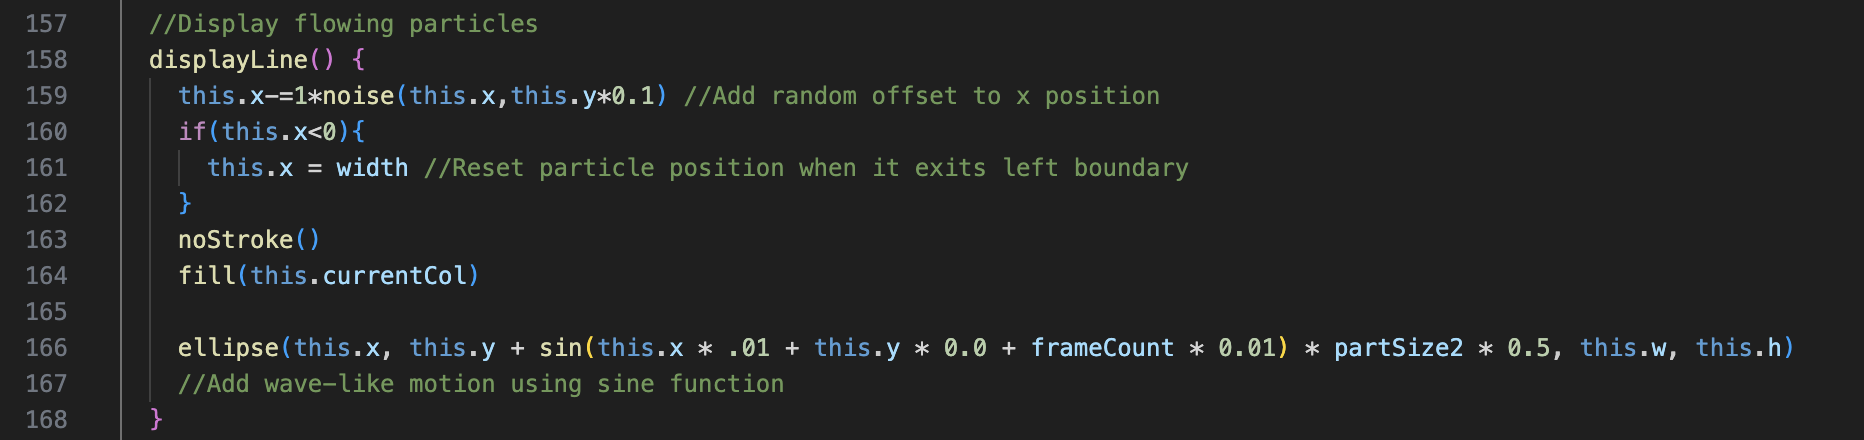 157 //Display flowing particles
158 displayLine() {
159 this.x-=1*noise(this.x,this.y*0.1) //Add random offset to x position
160 if(this.x<0){
161 this.x = width //Reset particle position when it exits left boundary
162 }
163 noStroke()
164 fill(this.currentCol)
165
166 ellipse(this.x, this.y + sin(this.x * .01 + this.y * 0.0 + frameCount * 0.01) * partSize2 * 0.5, this.w, this.h)
167 //Add wave-like motion using sine function
168 }